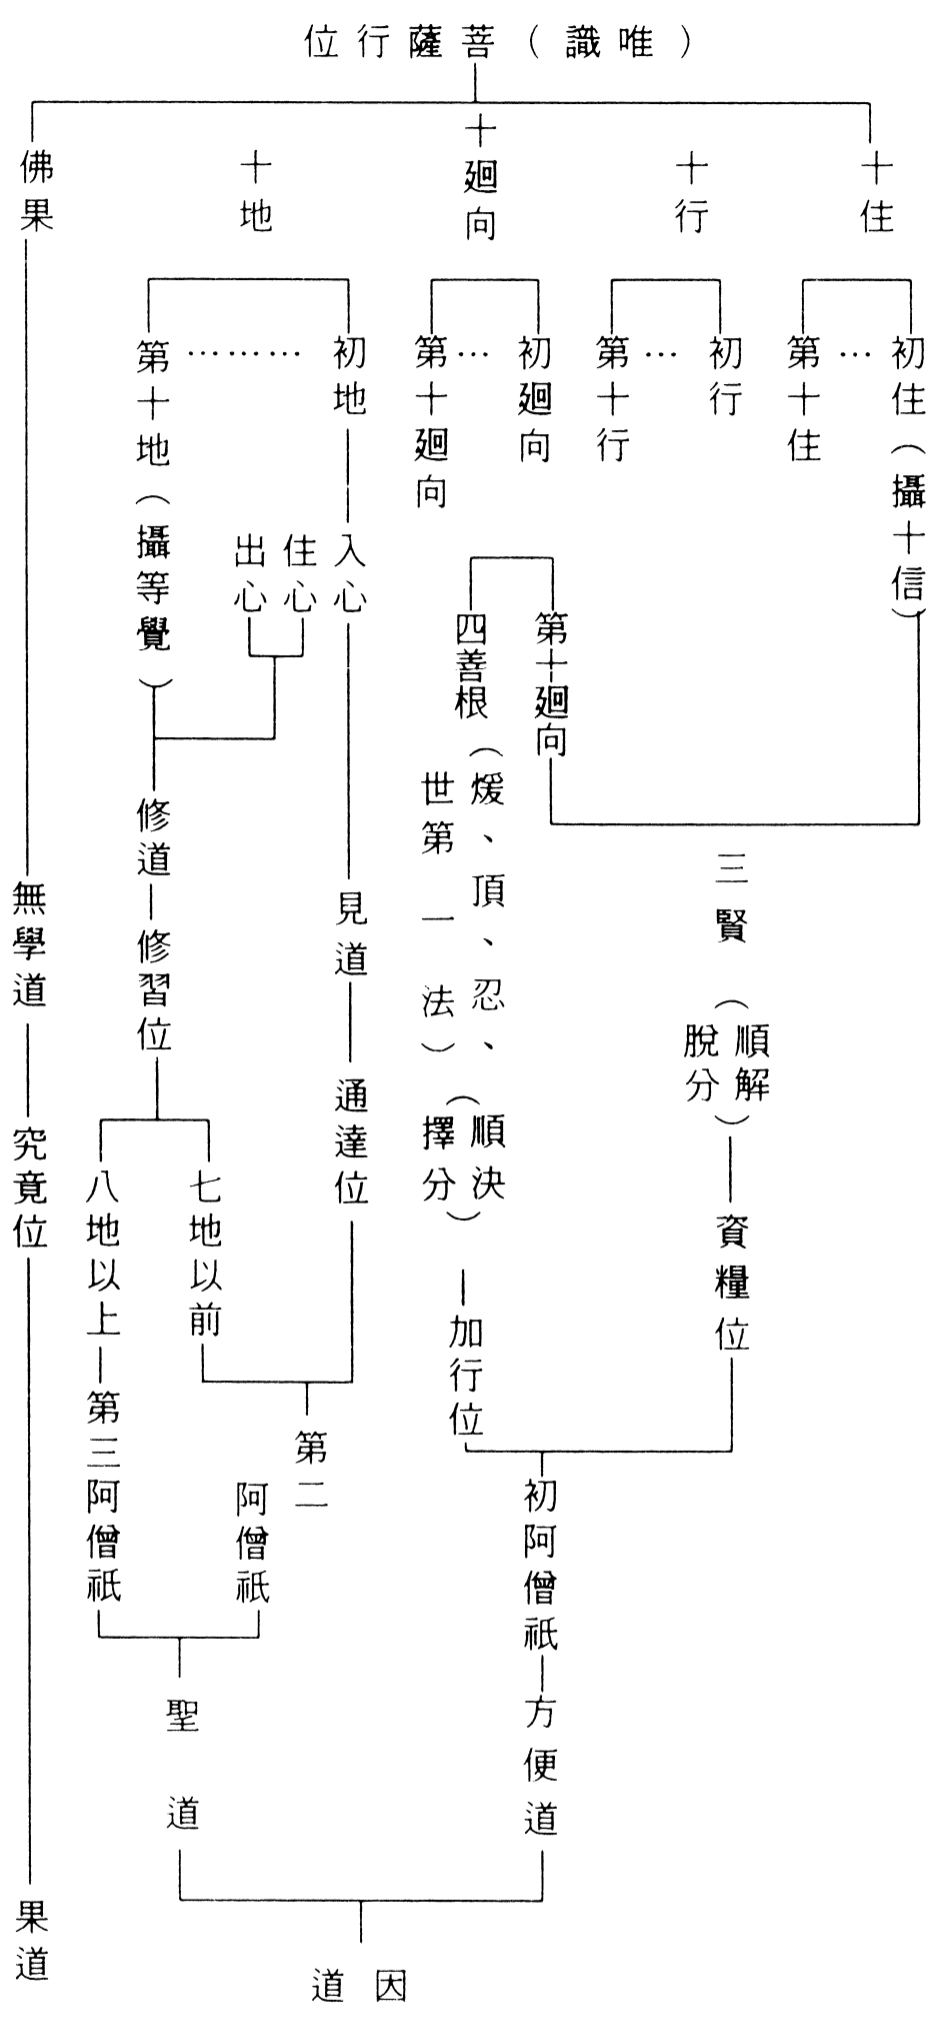 （唯識）菩薩行位
十住
十行
十廻向
十地
佛果
初住（攝十信）
…
第十住
初行
…
第十行
初廻向
…
第十廻向
初地
………
第十地（攝等覺）
入心
住心
出心
第十廻向
四善根（煖、頂、忍、
世第一法）
（順決
擇分）
三賢
（順解
脫分）
資糧位
加行位
初阿僧祇
方便道
見道
通達位
修道
修習位
七地以前
八地以上
第二
阿僧祇
第三阿僧祇
聖道
因道
無學道
究竟位
果道